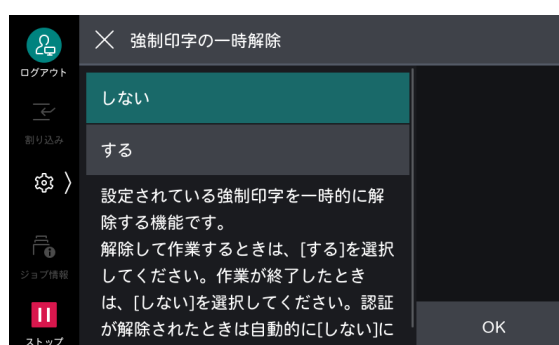 強制印字の一時解除
ログアウト
しない
割り込み
する
設定されている強制印字を一時的に解
除する機能です。
解除して作業するときは、[する]を選択
してください。作業が終了したとき
は、[しない]を選択してください。認証
が解除されたときは自動的に[しない]に
ジョブ情報
ストップ
OK